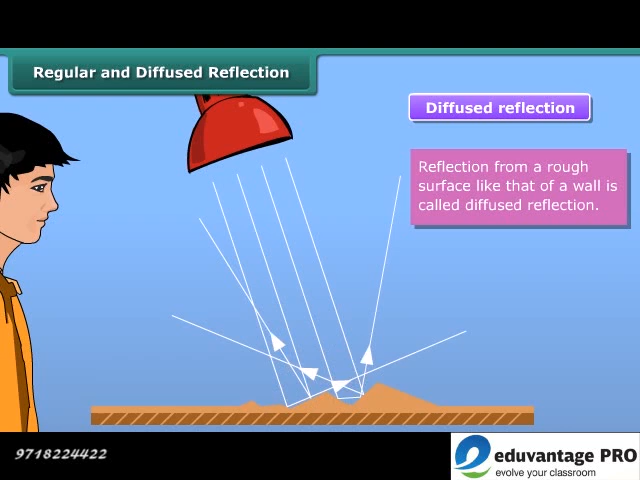 Regular and Diffused Reflection
Diffused reflection
Reflection from a rough
surface like that of a wall is
called diffused reflection.
9718224422
eduvantage PRO
evolve your classroom